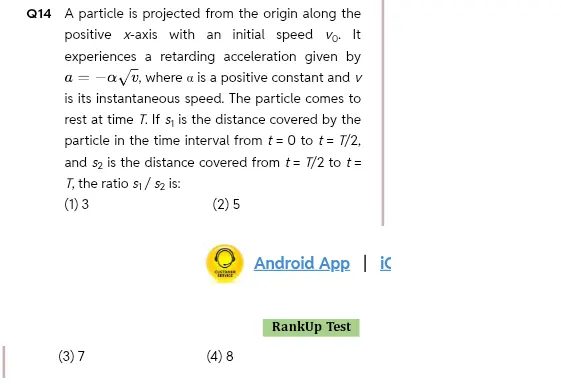 Q14 A particle is projected from the origin along the
positive x-axis with an initial speed v₀. It
experiences a retarding acceleration given by
a = −α√v, where α is a positive constant and v
is its instantaneous speed. The particle comes to
rest at time T. If s₁ is the distance covered by the
particle in the time interval from t = 0 to t = T/2,
and s₂ is the distance covered from t = T/2 to t =
T, the ratio s₁ / s₂ is:
(1) 3 (2) 5
CUSTOMER
SERVICE
Android App | iO
RankUp Test
(3) 7 (4) 8